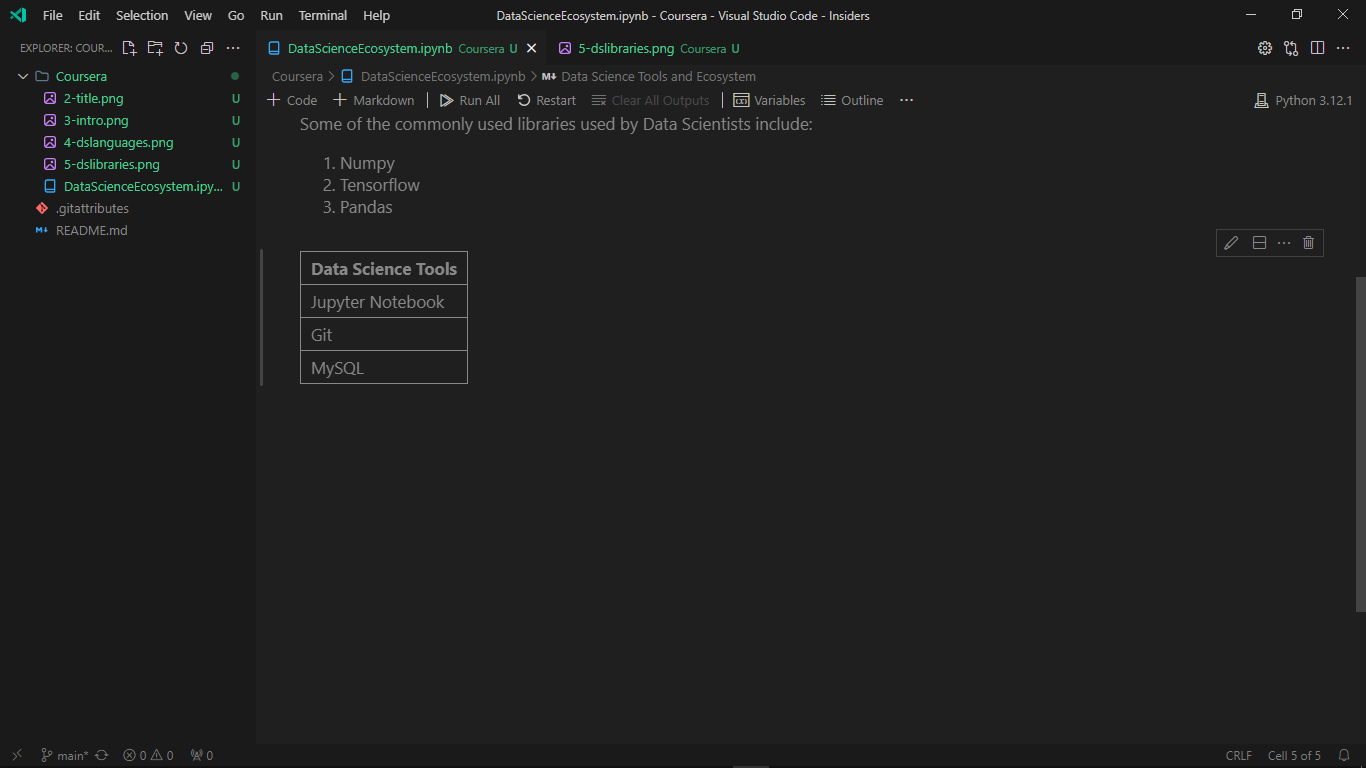 File Edit Selection View Go Run Terminal Help DataScienceEcosystem.ipynb - Coursera - Visual Studio Code - Insiders
EXPLORER: COUR...
DataScienceEcosystem.ipynb Coursera U
5-dslibraries.png Coursera U
Coursera
2-title.png U
3-intro.png U
4-dslanguages.png U
5-dslibraries.png U
DataScienceEcosystem.ipy... U
.gitattributes
README.md
Coursera > DataScienceEcosystem.ipynb > M Data Science Tools and Ecosystem
+ Code + Markdown Run All Restart Clear All Outputs Variables Outline ... Python 3.12.1
Some of the commonly used libraries used by Data Scientists include:
1. Numpy
2. Tensorflow
3. Pandas
Data Science Tools
Jupyter Notebook
Git
MySQL
main* 0 0 0 CRLF Cell 5 of 5